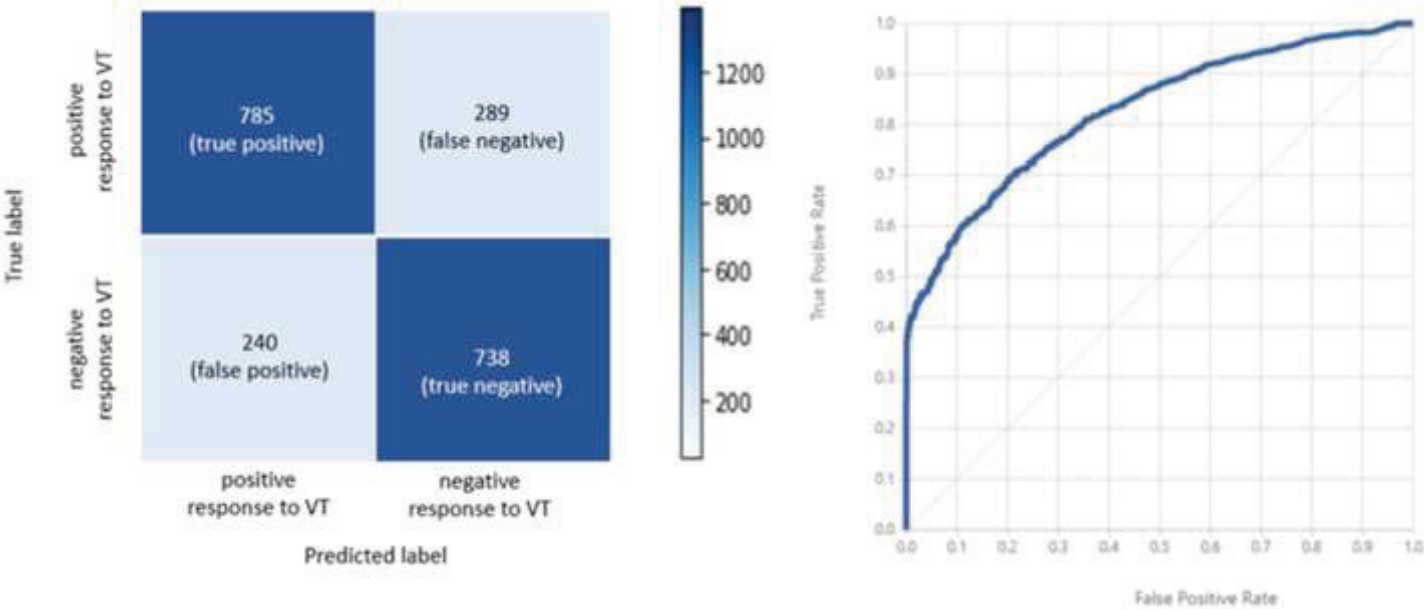 True label
positive
response to VT
negative
response to VT
785
(true positive)
289
(false negative)
240
(false positive)
738
(true negative)
positive
response to VT
negative
response to VT
Predicted label
1200
1000
800
600
400
200
True Positive Rate
1.0
0.9
0.8
0.7
0.6
0.5
0.4
0.3
0.2
0.1
0.0
0.0 0.1 0.2 0.3 0.4 0.5 0.6 0.7 0.8 0.9 1.0
False Positive Rate